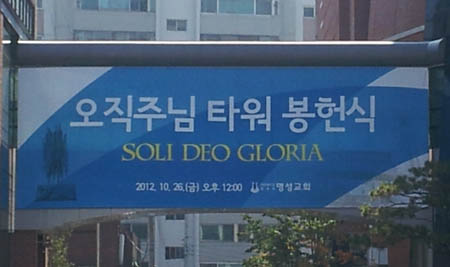 오직주님 타워 봉헌식
SOLI DEO GLORIA
2012. 10. 26.(금) 오후 12:00 명성교회